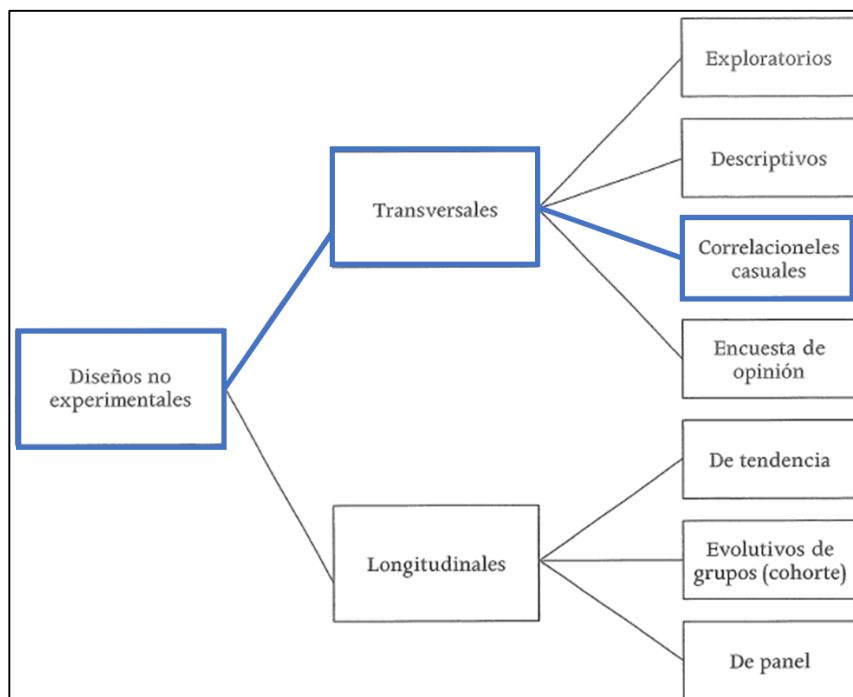 Exploratorios
Descriptivos
Transversales
Correlacioneles
casuales
Encuesta de
opinión
Diseños no
experimentales
De tendencia
Longitudinales
Evolutivos de
grupos (cohorte)
De panel